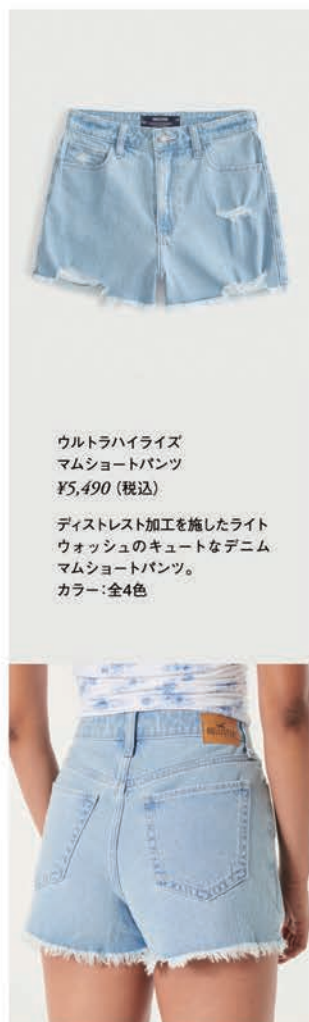 ウルトラハイライズ
マムショートパンツ
¥5,490（税込）
ディストレスト加工を施したライト
ウォッシュのキュートなデニム
マムショートパンツ。
カラー：全4色